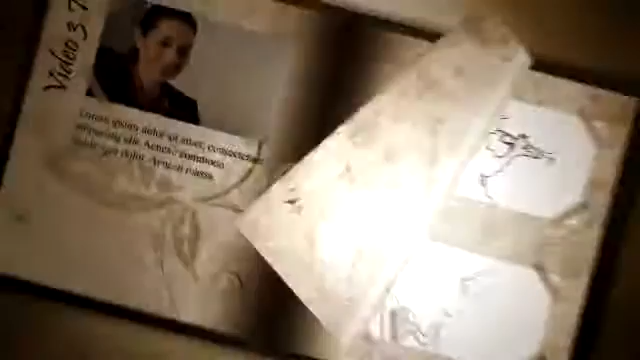 Video 3
Lorem ipsum dolor sit amet, consectetuer
adipiscing elit. Aenean commodo
ligula eget dolor. Aenean massa